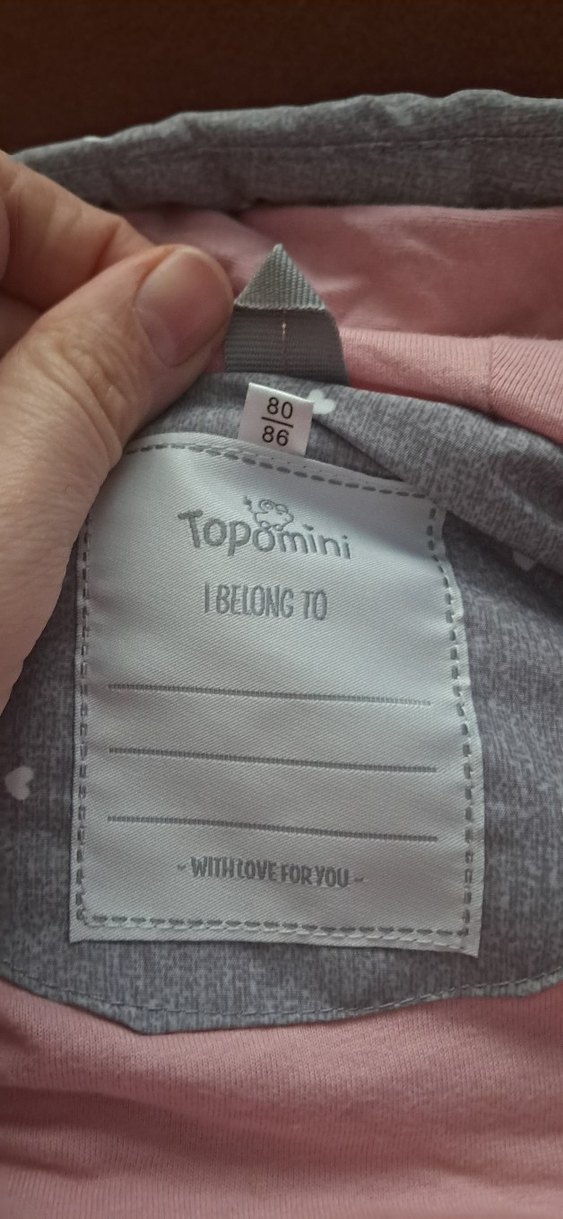 80
86
Topomini
I BELONG TO
- WITH LOVE FOR YOU -